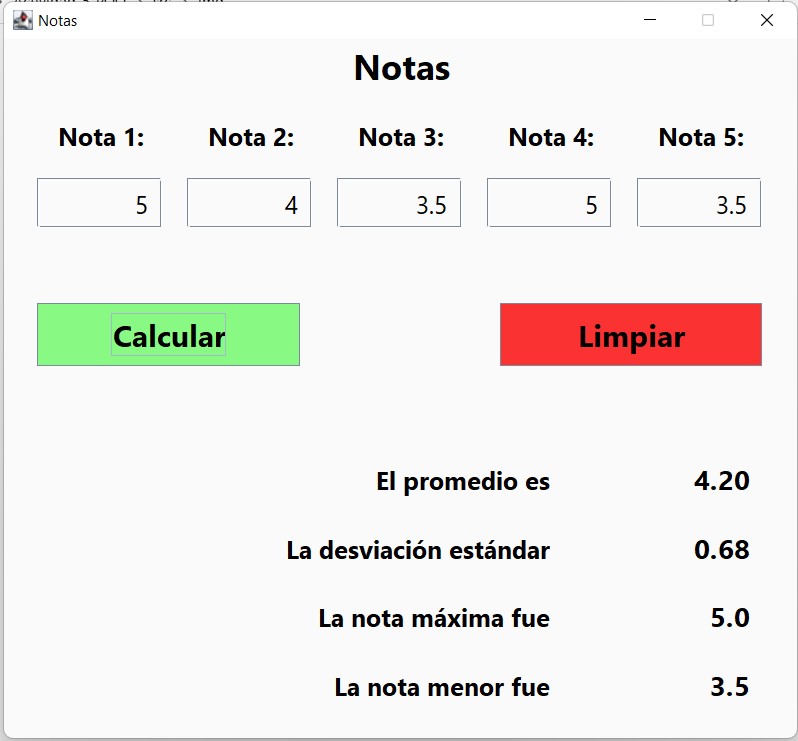 Notas
Notas
Nota 1: Nota 2: Nota 3: Nota 4: Nota 5:
5 4 3.5 5 3.5
Calcular Limpiar
El promedio es 4.20
La desviación estándar 0.68
La nota máxima fue 5.0
La nota menor fue 3.5